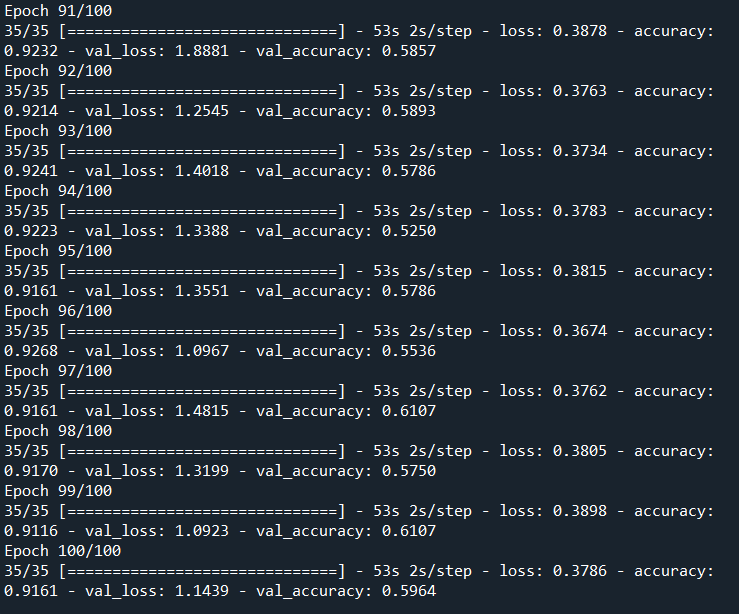 Epoch 91/100
35/35 [==============================] - 53s 2s/step - loss: 0.3878 - accuracy:
0.9232 - val_loss: 1.8881 - val_accuracy: 0.5857
Epoch 92/100
35/35 [==============================] - 53s 2s/step - loss: 0.3763 - accuracy:
0.9214 - val_loss: 1.2545 - val_accuracy: 0.5893
Epoch 93/100
35/35 [==============================] - 53s 2s/step - loss: 0.3734 - accuracy:
0.9241 - val_loss: 1.4018 - val_accuracy: 0.5786
Epoch 94/100
35/35 [==============================] - 53s 2s/step - loss: 0.3783 - accuracy:
0.9223 - val_loss: 1.3388 - val_accuracy: 0.5250
Epoch 95/100
35/35 [==============================] - 53s 2s/step - loss: 0.3815 - accuracy:
0.9161 - val_loss: 1.3551 - val_accuracy: 0.5786
Epoch 96/100
35/35 [==============================] - 53s 2s/step - loss: 0.3674 - accuracy:
0.9268 - val_loss: 1.0967 - val_accuracy: 0.5536
Epoch 97/100
35/35 [==============================] - 53s 2s/step - loss: 0.3762 - accuracy:
0.9161 - val_loss: 1.4815 - val_accuracy: 0.6107
Epoch 98/100
35/35 [==============================] - 53s 2s/step - loss: 0.3805 - accuracy:
0.9170 - val_loss: 1.3199 - val_accuracy: 0.5750
Epoch 99/100
35/35 [==============================] - 53s 2s/step - loss: 0.3898 - accuracy:
0.9116 - val_loss: 1.0923 - val_accuracy: 0.6107
Epoch 100/100
35/35 [==============================] - 53s 2s/step - loss: 0.3786 - accuracy:
0.9161 - val_loss: 1.1439 - val_accuracy: 0.5964